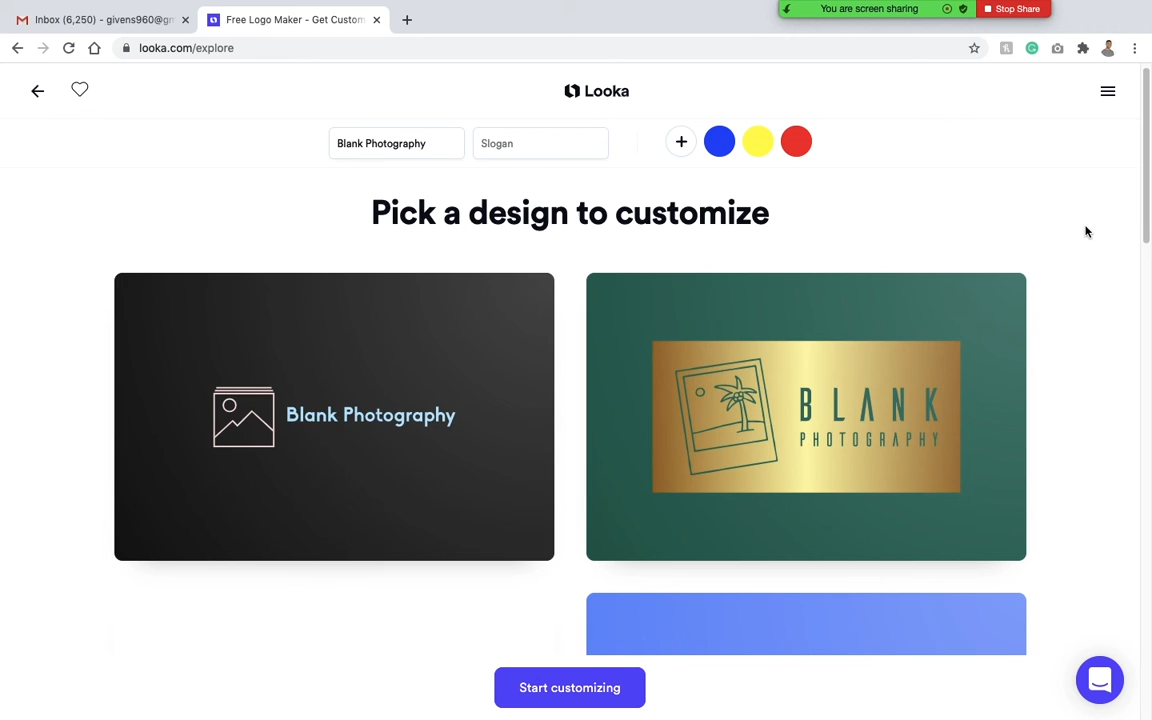 Inbox (6,250) - givens960@gm
Free Logo Maker - Get Custom
You are screen sharing
Stop Share
looka.com/explore
Looka
Blank Photography
Slogan
Pick a design to customize
Blank Photography
BLANK
PHOTOGRAPHY
Start customizing